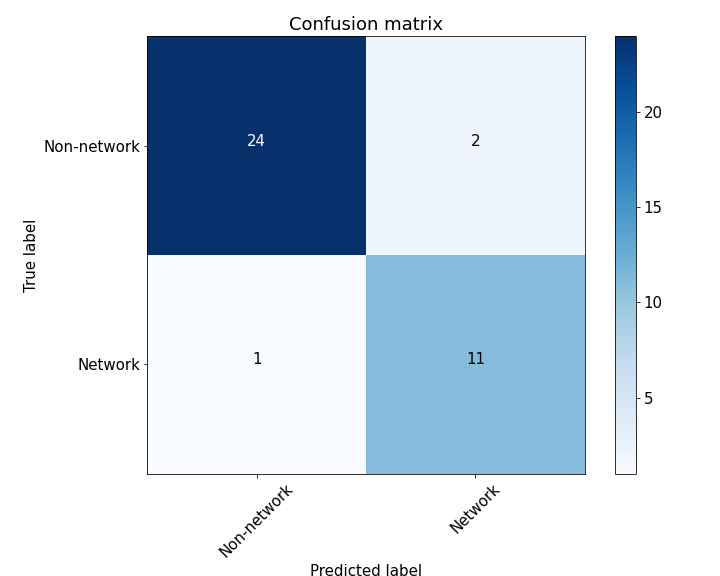 Confusion matrix
Non-network
24
2
20
15
True label
10
Network
1
11
5
Non-network
Network
Predicted label